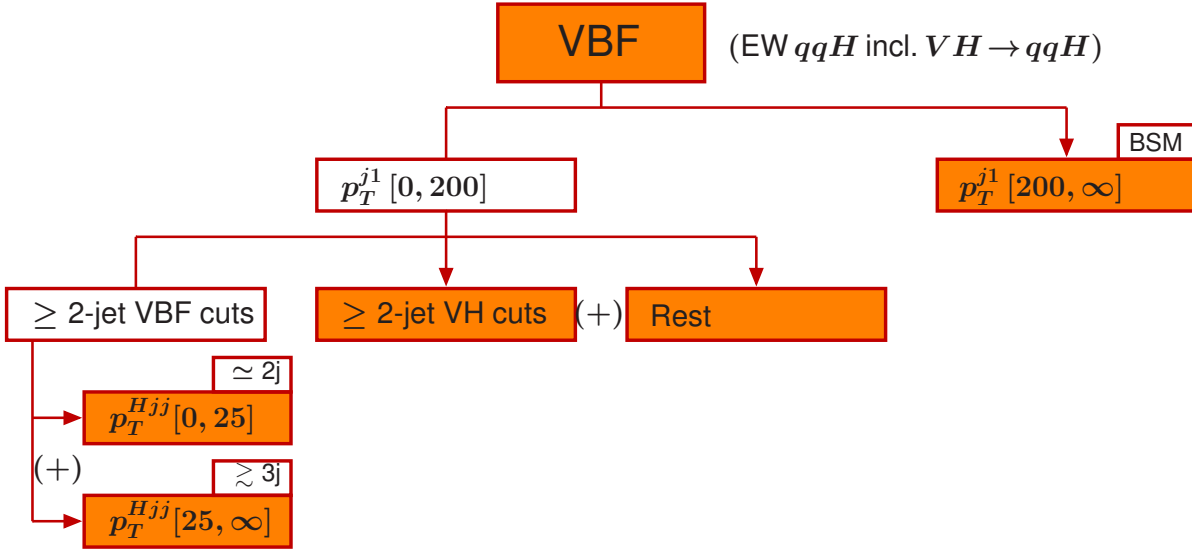 VBF
(EW qqH incl. VH → qqH)
BSM
p_T^{j1} [0, 200]
p_T^{j1} [200, ∞]
≥ 2-jet VBF cuts
≥ 2-jet VH cuts
(+)
Rest
≃ 2j
p_T^{Hjj} [0, 25]
(+)
≳ 3j
p_T^{Hjj} [25, ∞]